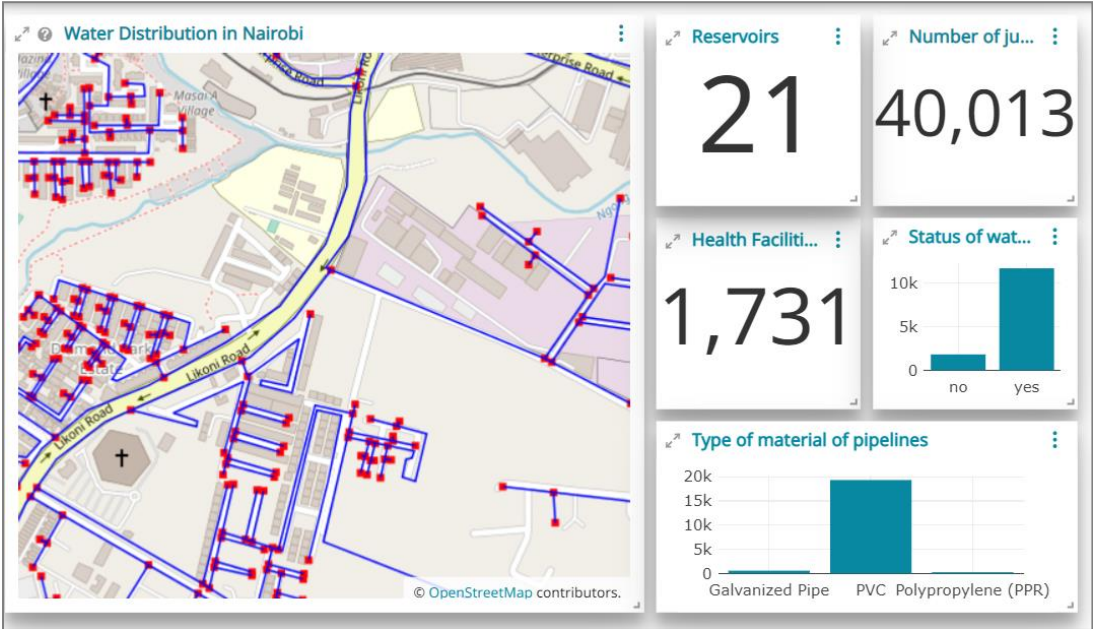 Water Distribution in Nairobi
Masai A
Village
Likoni Road
Enterprise Road
Likoni Road
Likoni Road
Estate
© OpenStreetMap contributors.
Reservoirs
21
Number of ju...
40,013
Health Faciliti...
1,731
Status of wat...
10k
5k
0
no yes
Type of material of pipelines
20k
15k
10k
5k
0
Galvanized Pipe PVC Polypropylene (PPR)